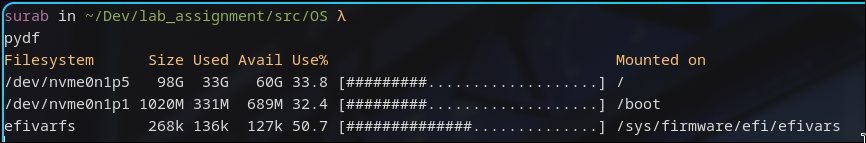 surab in ~/Dev/lab_assignment/src/OS λ
pydf
Filesystem Size Used Avail Use% Mounted on
/dev/nvme0n1p5 98G 33G 60G 33.8 [#########...................] /
/dev/nvme0n1p1 1020M 331M 689M 32.4 [#########...................] /boot
efivarfs 268k 136k 127k 50.7 [##############..............] /sys/firmware/efi/efivars